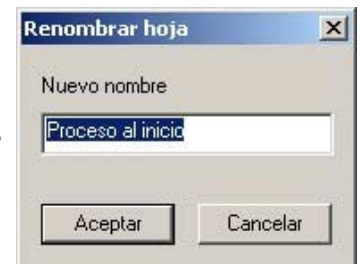 Renombrar hoja
Nuevo nombre
Proceso al inicio
Aceptar
Cancelar